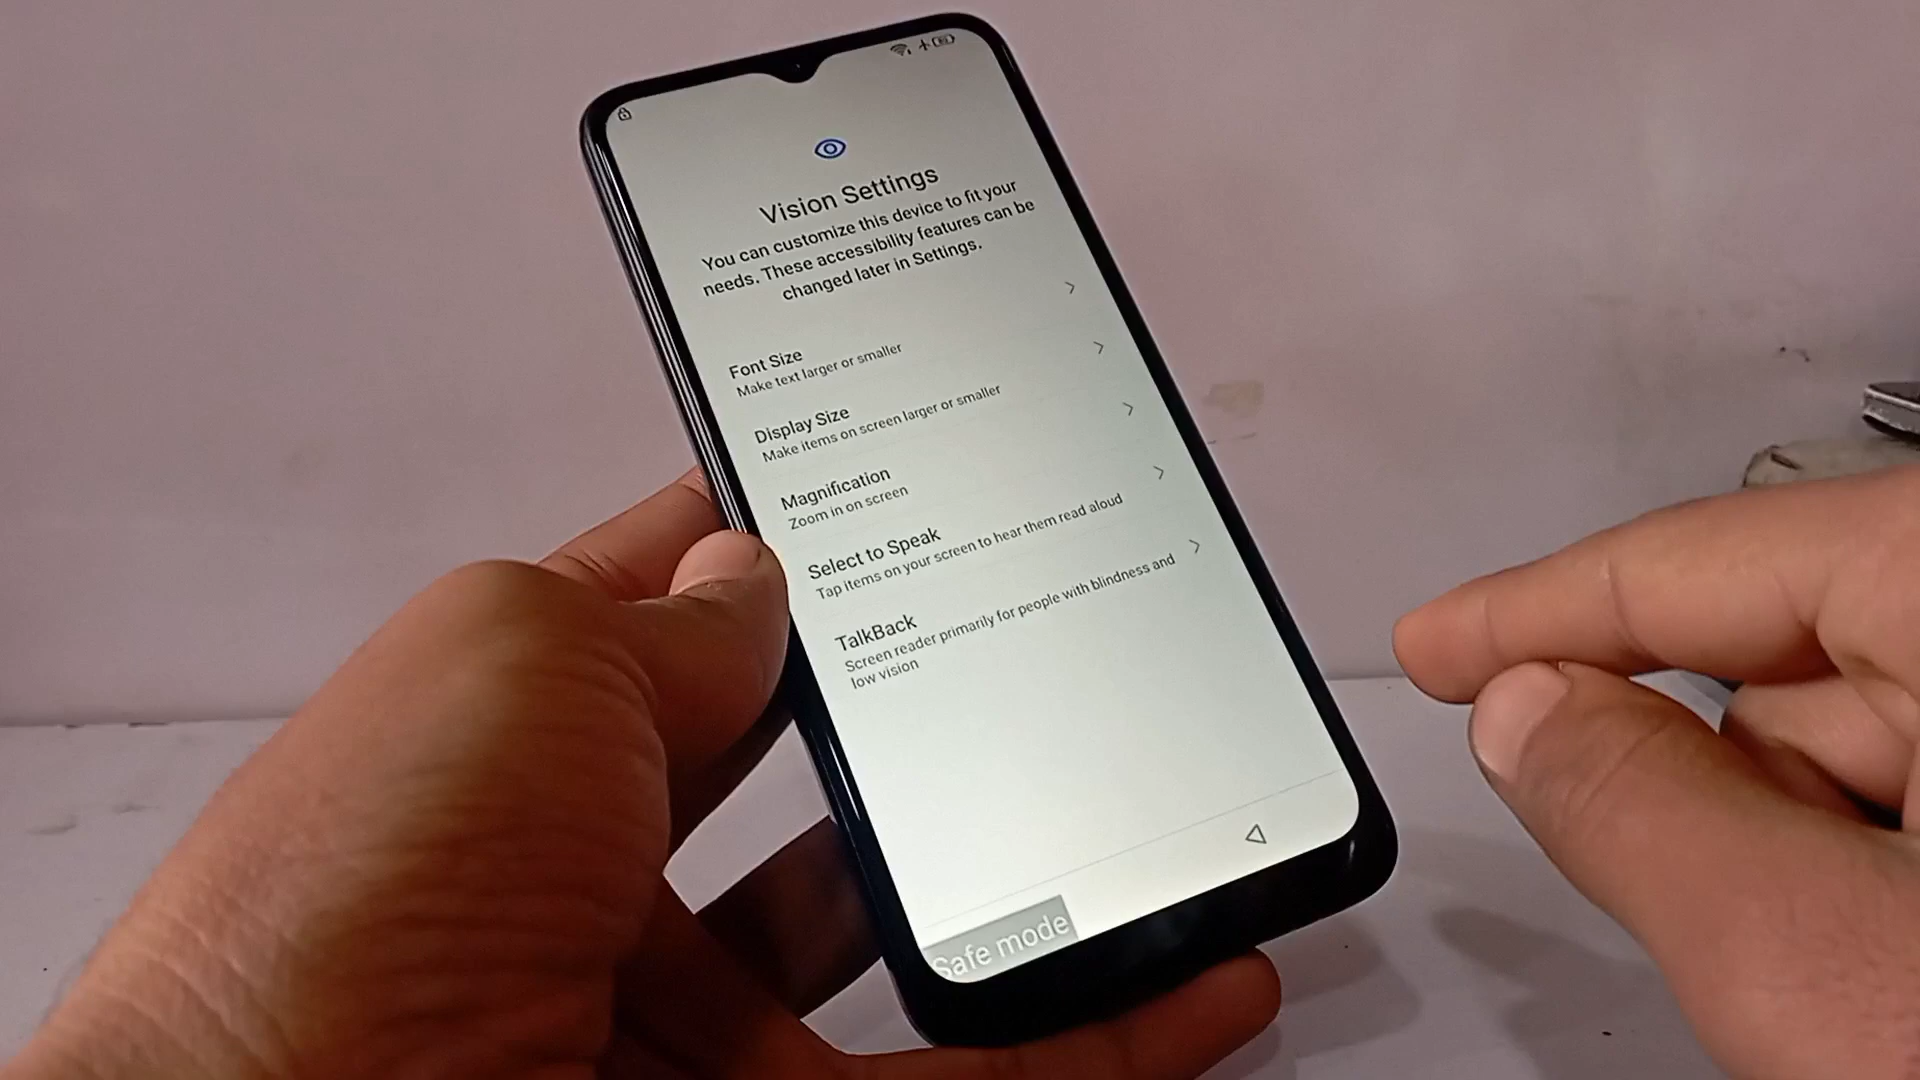 Vision Settings
You can customize this device to fit your
needs. These accessibility features can be
changed later in Settings.
Font Size
Make text larger or smaller
Display Size
Make items on screen larger or smaller
Magnification
Zoom in on screen
Select to Speak
Tap items on your screen to hear them read aloud
TalkBack
Screen reader primarily for people with blindness and
low vision
Safe mode